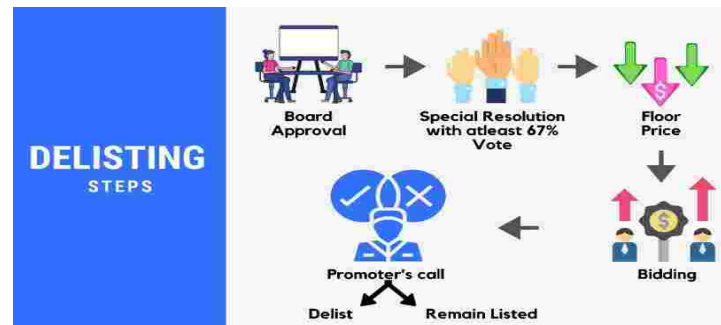 DELISTING
STEPS
Board
Approval
Special Resolution
with atleast 67%
Vote
Floor
Price
$
$
Bidding
Promoter's call
Delist
Remain Listed